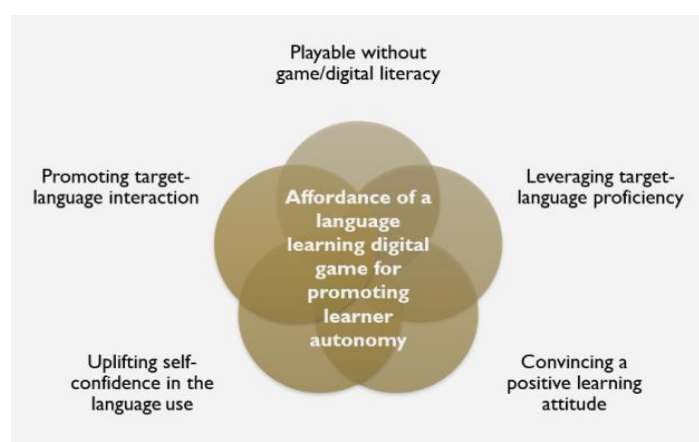 Playable without
game/digital literacy
Promoting target-
language interaction
Leveraging target-
language proficiency
Affordance of a
language
learning digital
game for
promoting
learner
autonomy
Uplifting self-
confidence in the
language use
Convincing a
positive learning
attitude